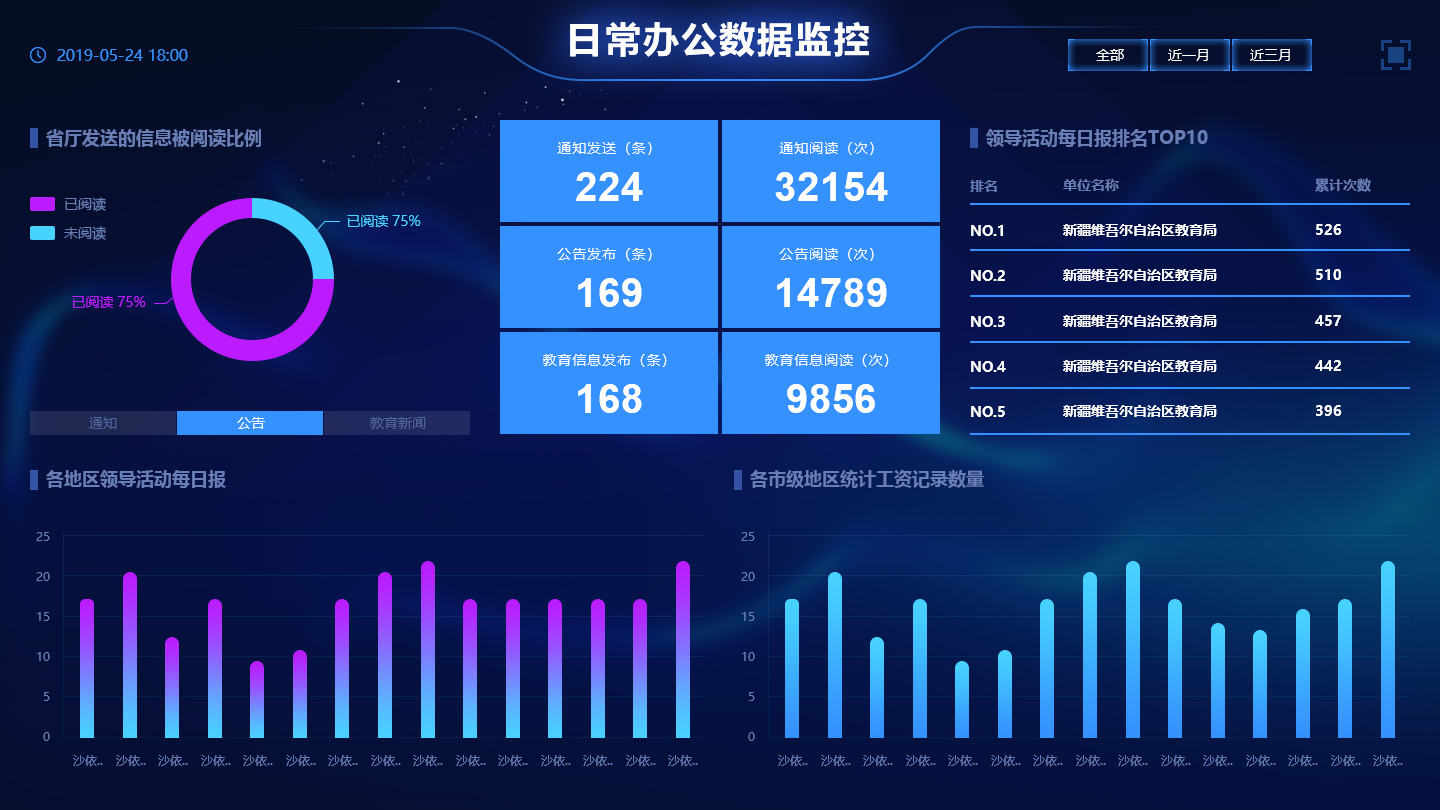 日常办公数据监控
2019-05-24 18:00
全部
近一月
近三月
省厅发送的信息被阅读比例
已阅读
未阅读
已阅读 75%
已阅读 75%
通知
公告
教育新闻
通知发送（条）
224
通知阅读（次）
32154
公告发布（条）
169
公告阅读（次）
14789
教育信息发布（条）
168
教育信息阅读（次）
9856
领导活动每日报排名TOP10
排名 单位名称 累计次数
NO.1 新疆维吾尔自治区教育局 526
NO.2 新疆维吾尔自治区教育局 510
NO.3 新疆维吾尔自治区教育局 457
NO.4 新疆维吾尔自治区教育局 442
NO.5 新疆维吾尔自治区教育局 396
各地区领导活动每日报
25
20
15
10
5
0
沙依.. 沙依.. 沙依.. 沙依.. 沙依.. 沙依.. 沙依.. 沙依.. 沙依.. 沙依.. 沙依.. 沙依.. 沙依.. 沙依.. 沙依..
各市级地区统计工资记录数量
25
20
15
10
5
0
沙依.. 沙依.. 沙依.. 沙依.. 沙依.. 沙依.. 沙依.. 沙依.. 沙依.. 沙依.. 沙依.. 沙依.. 沙依.. 沙依.. 沙依..